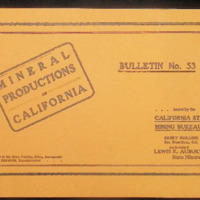 MINERAL
PRODUCTIONS
OF
CALIFORNIA
BULLETIN No. 53
issued by the
CALIFORNIA ST
MINING BUREAU
FERRY BUILDING
San Francisco, Cal.
LEWIS E. AUBURY
State Mineral